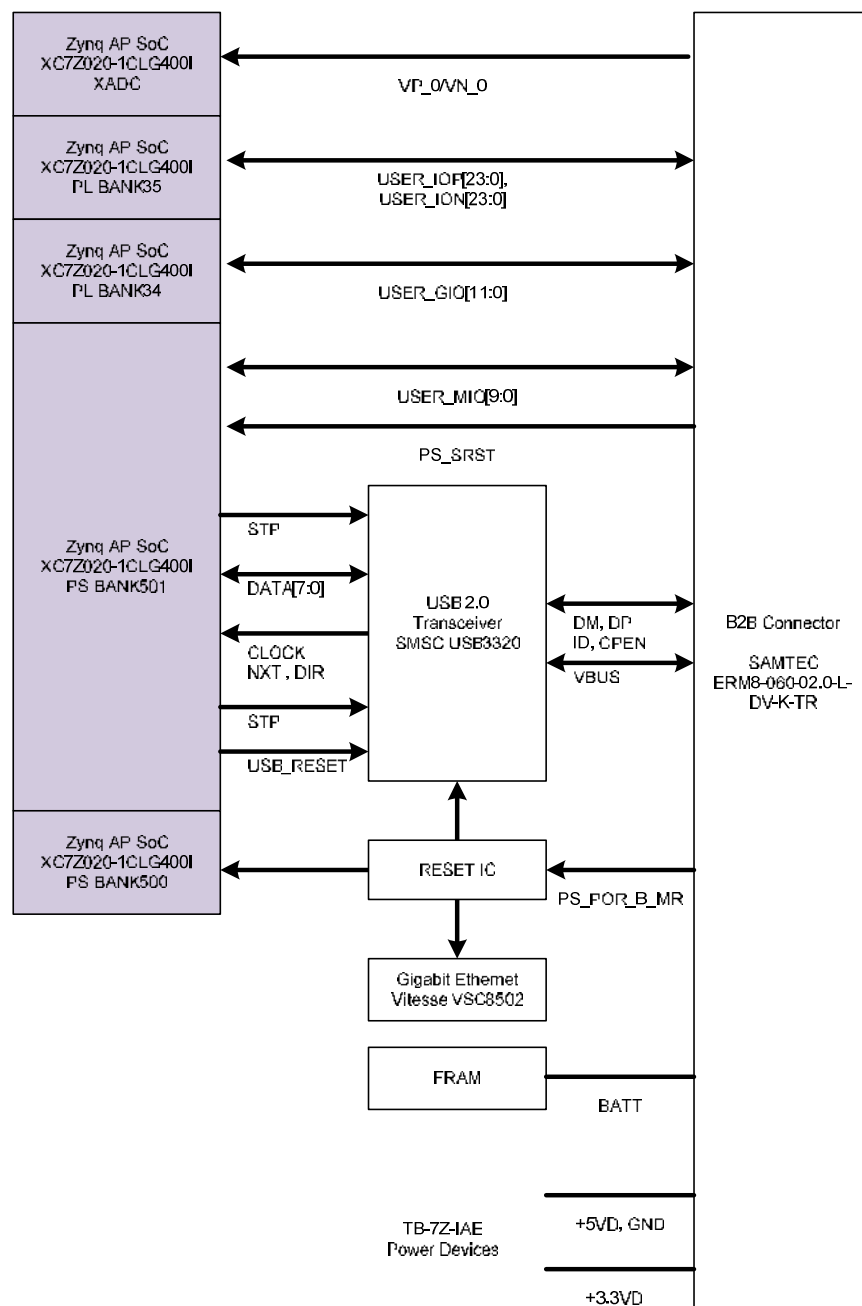 Zynq AP SoC
XC7Z020-1CLG400I
XADC
VP_0/VN_0
Zynq AP SoC
XC7Z020-1CLG400I
PL BANK35
USER_IOP[23:0],
USER_ION[23:0]
Zynq AP SoC
XC7Z020-1CLG400I
PL BANK34
USER_GIO[11:0]
USER_MIO[9:0]
PS_SRST
Zynq AP SoC
XC7Z020-1CLG400I
PS BANK501
STP
DATA[7:0]
CLOCK
NXT , DIR
STP
USB_RESET
USB 2.0
Transceiver
SMSC USB3320
DM, DP
ID, CPEN
VBUS
B2B Connector
SAMTEC
ERM8-060-02.0-L-
DV-K-TR
Zynq AP SoC
XC7Z020-1CLG400I
PS BANK500
RESET IC
PS_POR_B_MR
Gigabit Ethernet
Vitesse VSC8502
FRAM
BATT
TB-7Z-IAE
Power Devices
+5VD, GND
+3.3VD